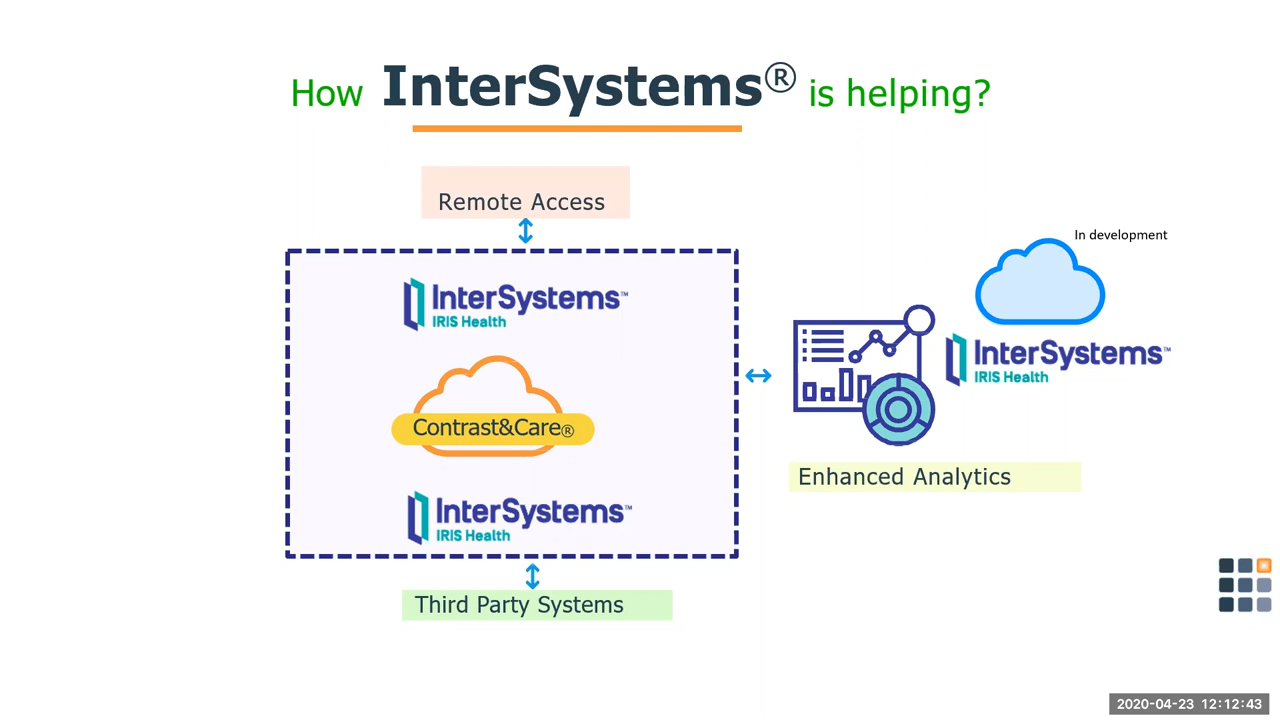 How InterSystems® is helping?
Remote Access
In development
InterSystems™
IRIS Health
InterSystems™
IRIS Health
Contrast&Care®
Enhanced Analytics
InterSystems™
IRIS Health
Third Party Systems
2020-04-23 12:12:43